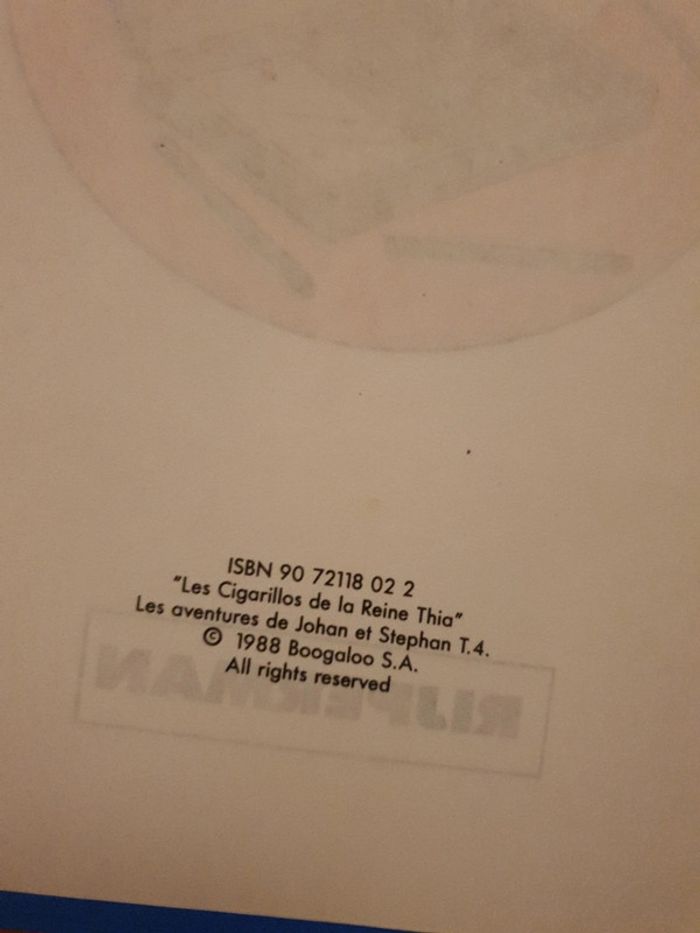 ISBN 90 72118 02 2
"Les Cigarillos de la Reine Thia"
Les aventures de Johan et Stephan T.4.
© 1988 Boogaloo S.A.
All rights reserved
RIJPERMAN